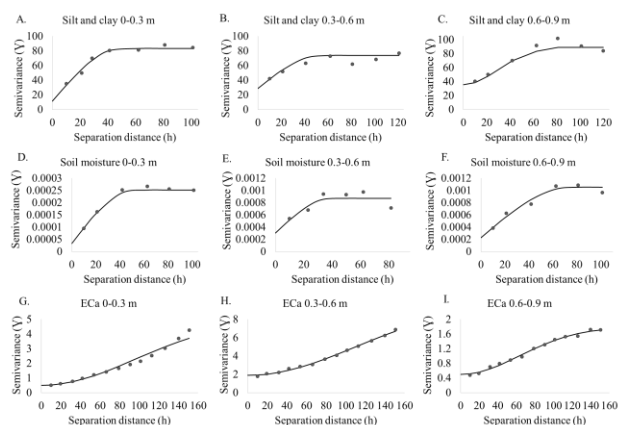 A. Silt and clay 0-0.3 m
Semivariance (Y)
100
80
60
40
20
0
0 20 40 60 80 100
Separation distance (h)
B. Silt and clay 0.3-0.6 m
Semivariance (Y)
100
80
60
40
20
0
0 20 40 60 80 100 120
Separation distance (h)
C. Silt and clay 0.6-0.9 m
Semivariance (Y)
100
80
60
40
20
0
0 20 40 60 80 100 120
Separation distance (h)
D. Soil moisture 0-0.3 m
Semivariance (Y)
0.0003
0.00025
0.0002
0.00015
0.0001
0.00005
0
0 20 40 60 80 100
Separation distance (h)
E. Soil moisture 0.3-0.6 m
Semivariance (Y)
0.0012
0.001
0.0008
0.0006
0.0004
0.0002
0
0 20 40 60 80
Separation distance (h)
F. Soil moisture 0.6-0.9 m
Semivariance (Y)
0.0012
0.001
0.0008
0.0006
0.0004
0.0002
0
0 20 40 60 80 100
Separation distance (h)
G. ECa 0-0.3 m
Semivariance (Y)
5
4
3
2
1
0
0 20 40 60 80 100 120 140 160
Separation distance (h)
H. ECa 0.3-0.6 m
Semivariance (Y)
8
6
4
2
0
0 20 40 60 80 100 120 140 160
Separation distance (h)
I. ECa 0.6-0.9 m
Semivariance (Y)
2
1.6
1.2
0.8
0.4
0
0 20 40 60 80 100 120 140 160
Separation distance (h)